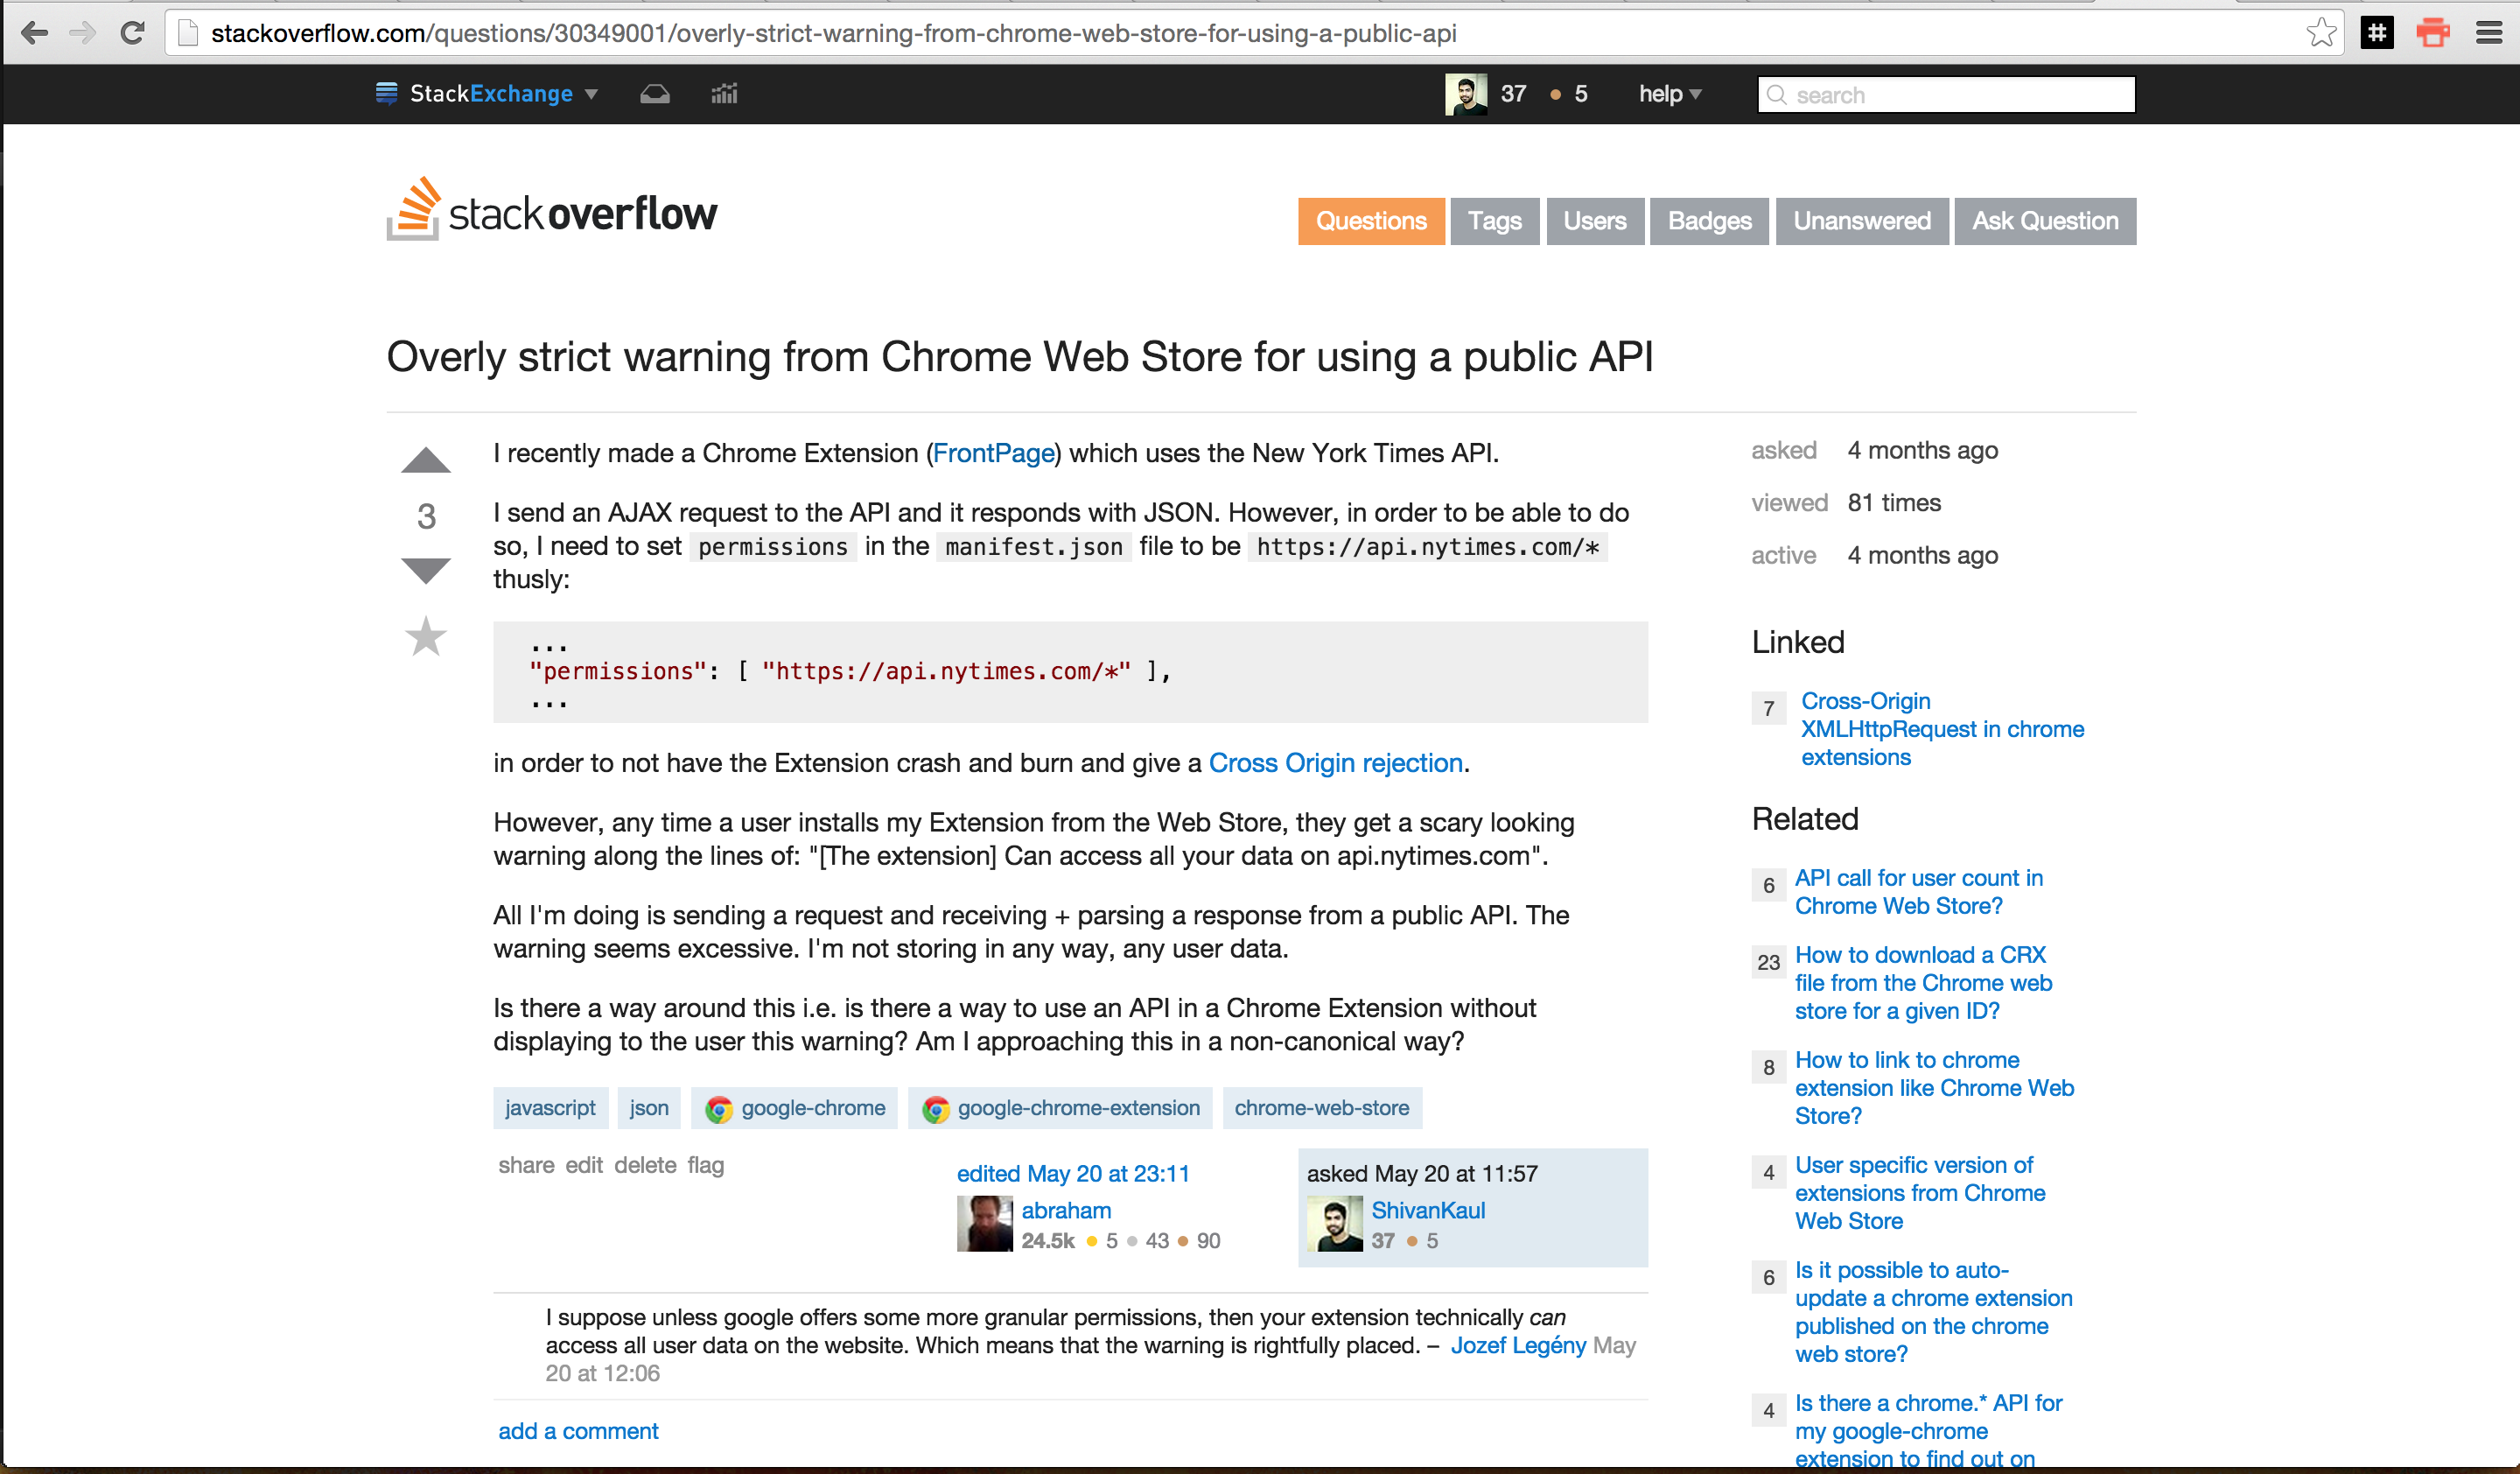 stackoverflow.com/questions/30349001/overly-strict-warning-from-chrome-web-store-for-using-a-public-api
StackExchange
37 5 help search
stackoverflow
Questions Tags Users Badges Unanswered Ask Question
Overly strict warning from Chrome Web Store for using a public API
3
I recently made a Chrome Extension (FrontPage) which uses the New York Times API.
I send an AJAX request to the API and it responds with JSON. However, in order to be able to do
so, I need to set permissions in the manifest.json file to be https://api.nytimes.com/*
thusly:
...
"permissions": [ "https://api.nytimes.com/*" ],
...
in order to not have the Extension crash and burn and give a Cross Origin rejection.
However, any time a user installs my Extension from the Web Store, they get a scary looking
warning along the lines of: "[The extension] Can access all your data on api.nytimes.com".
All I'm doing is sending a request and receiving + parsing a response from a public API. The
warning seems excessive. I'm not storing in any way, any user data.
Is there a way around this i.e. is there a way to use an API in a Chrome Extension without
displaying to the user this warning? Am I approaching this in a non-canonical way?
javascript json google-chrome google-chrome-extension chrome-web-store
share edit delete flag
edited May 20 at 23:11
abraham
24.5k 5 43 90
asked May 20 at 11:57
ShivanKaul
37 5
I suppose unless google offers some more granular permissions, then your extension technically can
access all user data on the website. Which means that the warning is rightfully placed. – Jozef Legény May
20 at 12:06
add a comment
asked 4 months ago
viewed 81 times
active 4 months ago
Linked
7 Cross-Origin
XMLHttpRequest in chrome
extensions
Related
6 API call for user count in
Chrome Web Store?
23 How to download a CRX
file from the Chrome web
store for a given ID?
8 How to link to chrome
extension like Chrome Web
Store?
4 User specific version of
extensions from Chrome
Web Store
6 Is it possible to auto-
update a chrome extension
published on the chrome
web store?
4 Is there a chrome.* API for
my google-chrome
extension to find out on